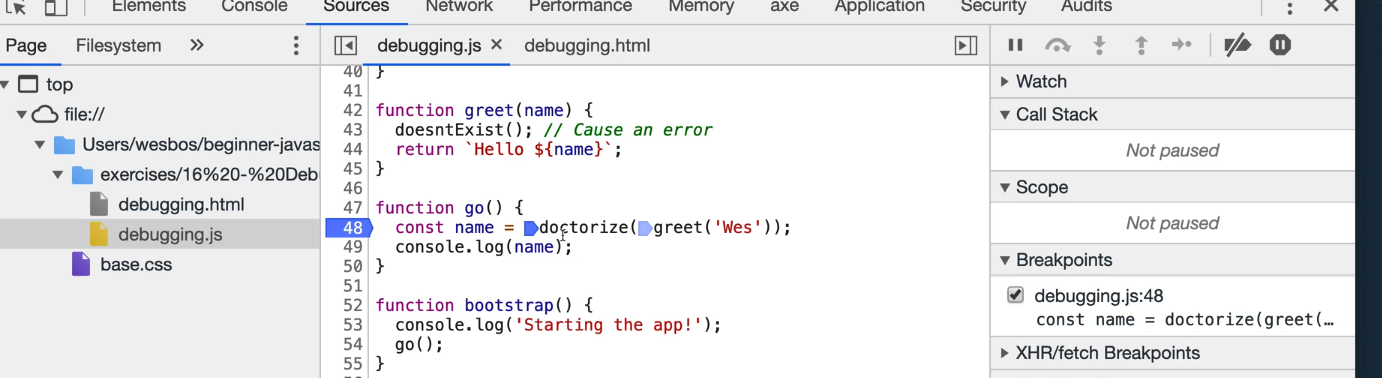 Elements Console Sources Network Performance Memory axe Application Security Audits
Page Filesystem
debugging.js debugging.html
top
file://
Users/wesbos/beginner-javas
exercises/16%20-%20Deb
debugging.html
debugging.js
base.css
40 }
41
42 function greet(name) {
43 doesntExist(); // Cause an error
44 return `Hello ${name}`;
45 }
46
47 function go() {
48 const name = doctorize(greet('Wes'));
49 console.log(name);
50 }
51
52 function bootstrap() {
53 console.log('Starting the app!');
54 go();
55 }
Watch
Call Stack
Not paused
Scope
Not paused
Breakpoints
debugging.js:48
const name = doctorize(greet(…
XHR/fetch Breakpoints